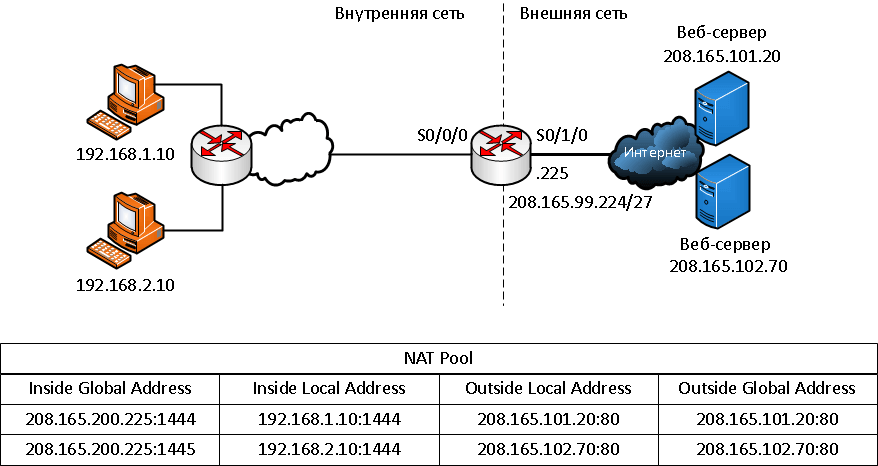 Внутренняя сеть
Внешняя сеть
Веб-сервер
208.165.101.20
192.168.1.10
S0/0/0
S0/1/0
Интернет
.225
208.165.99.224/27
Веб-сервер
208.165.102.70
192.168.2.10
NAT Pool
Inside Global Address Inside Local Address Outside Local Address Outside Global Address
208.165.200.225:1444 192.168.1.10:1444 208.165.101.20:80 208.165.101.20:80
208.165.200.225:1445 192.168.2.10:1444 208.165.102.70:80 208.165.102.70:80